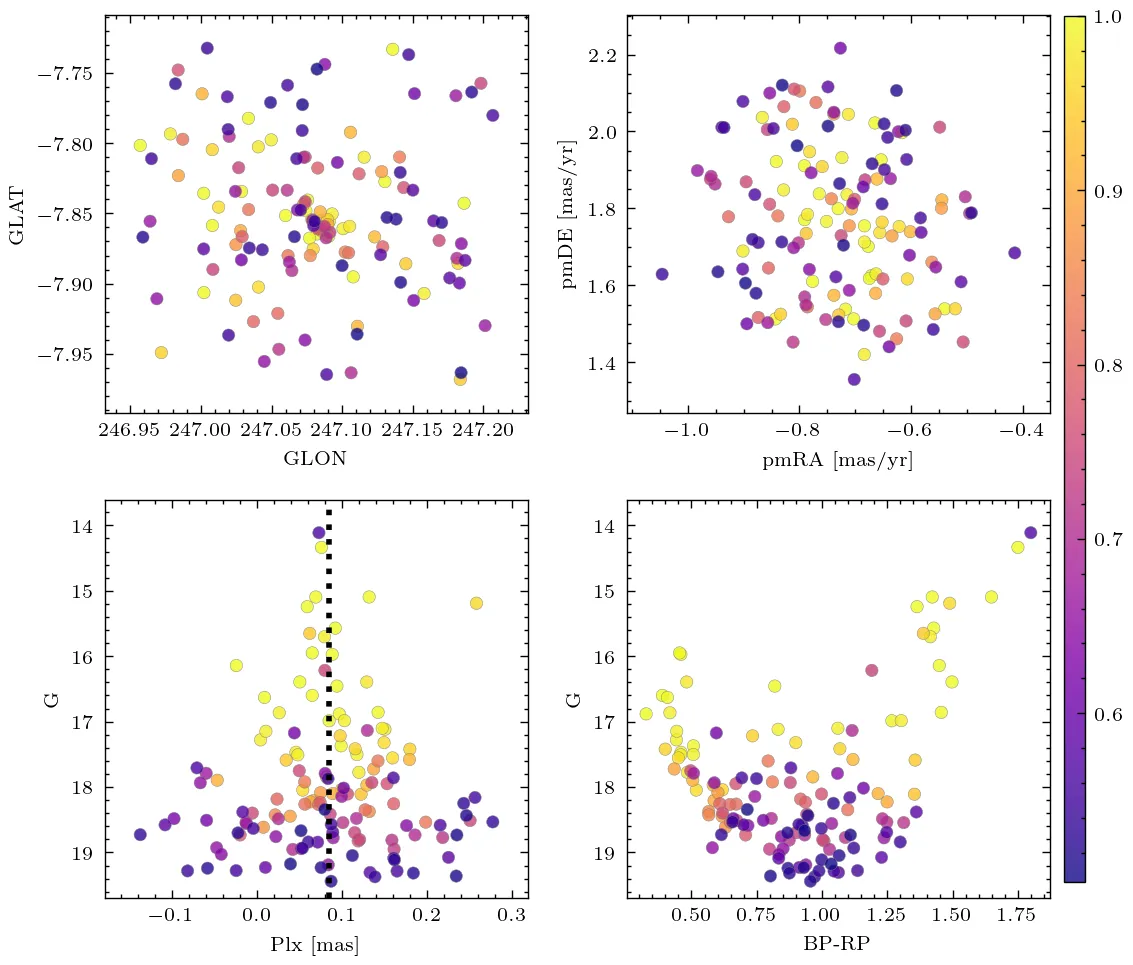 −7.75
−7.80
−7.85
−7.90
−7.95
GLAT
246.95 247.00 247.05 247.10 247.15 247.20
GLON
2.2
2.0
1.8
1.6
1.4
pmDE [mas/yr]
−1.0 −0.8 −0.6 −0.4
pmRA [mas/yr]
1.0
0.9
0.8
0.7
0.6
14
15
16
17
18
19
G
−0.1 0.0 0.1 0.2 0.3
Plx [mas]
14
15
16
17
18
19
G
0.50 0.75 1.00 1.25 1.50 1.75
BP-RP